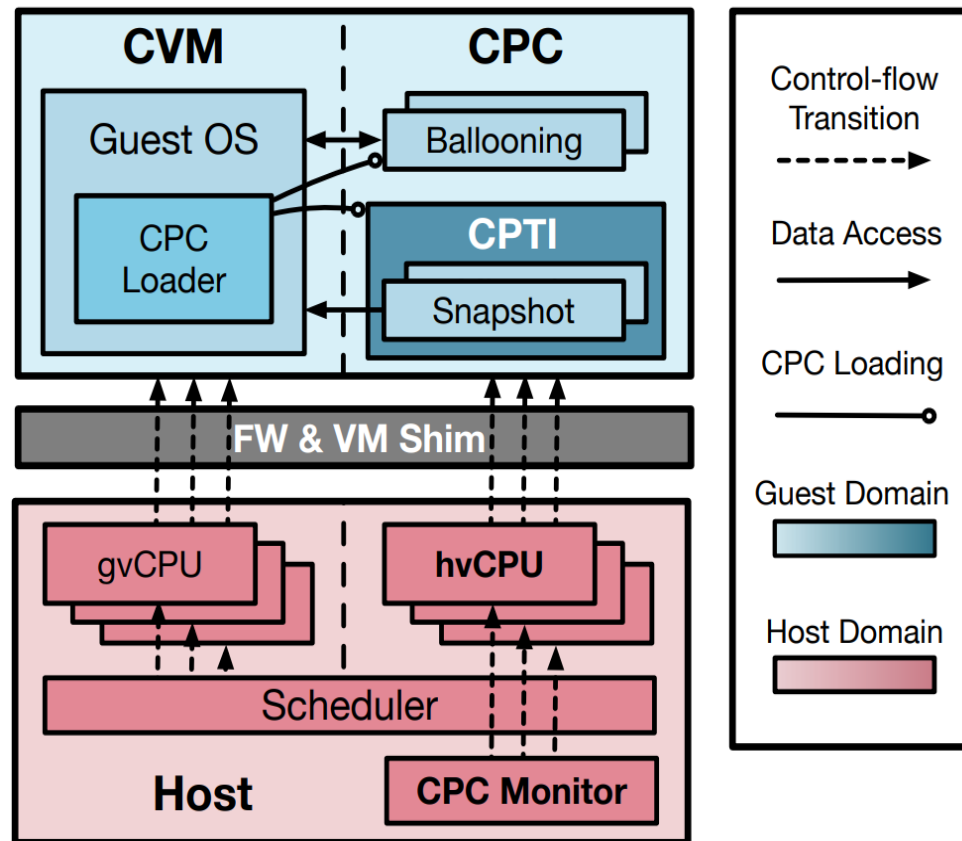 CVM
CPC
Guest OS
Ballooning
CPC
Loader
CPTI
Snapshot
FW & VM Shim
gvCPU
hvCPU
Scheduler
Host
CPC Monitor
Control-flow
Transition
Data Access
CPC Loading
Guest Domain
Host Domain